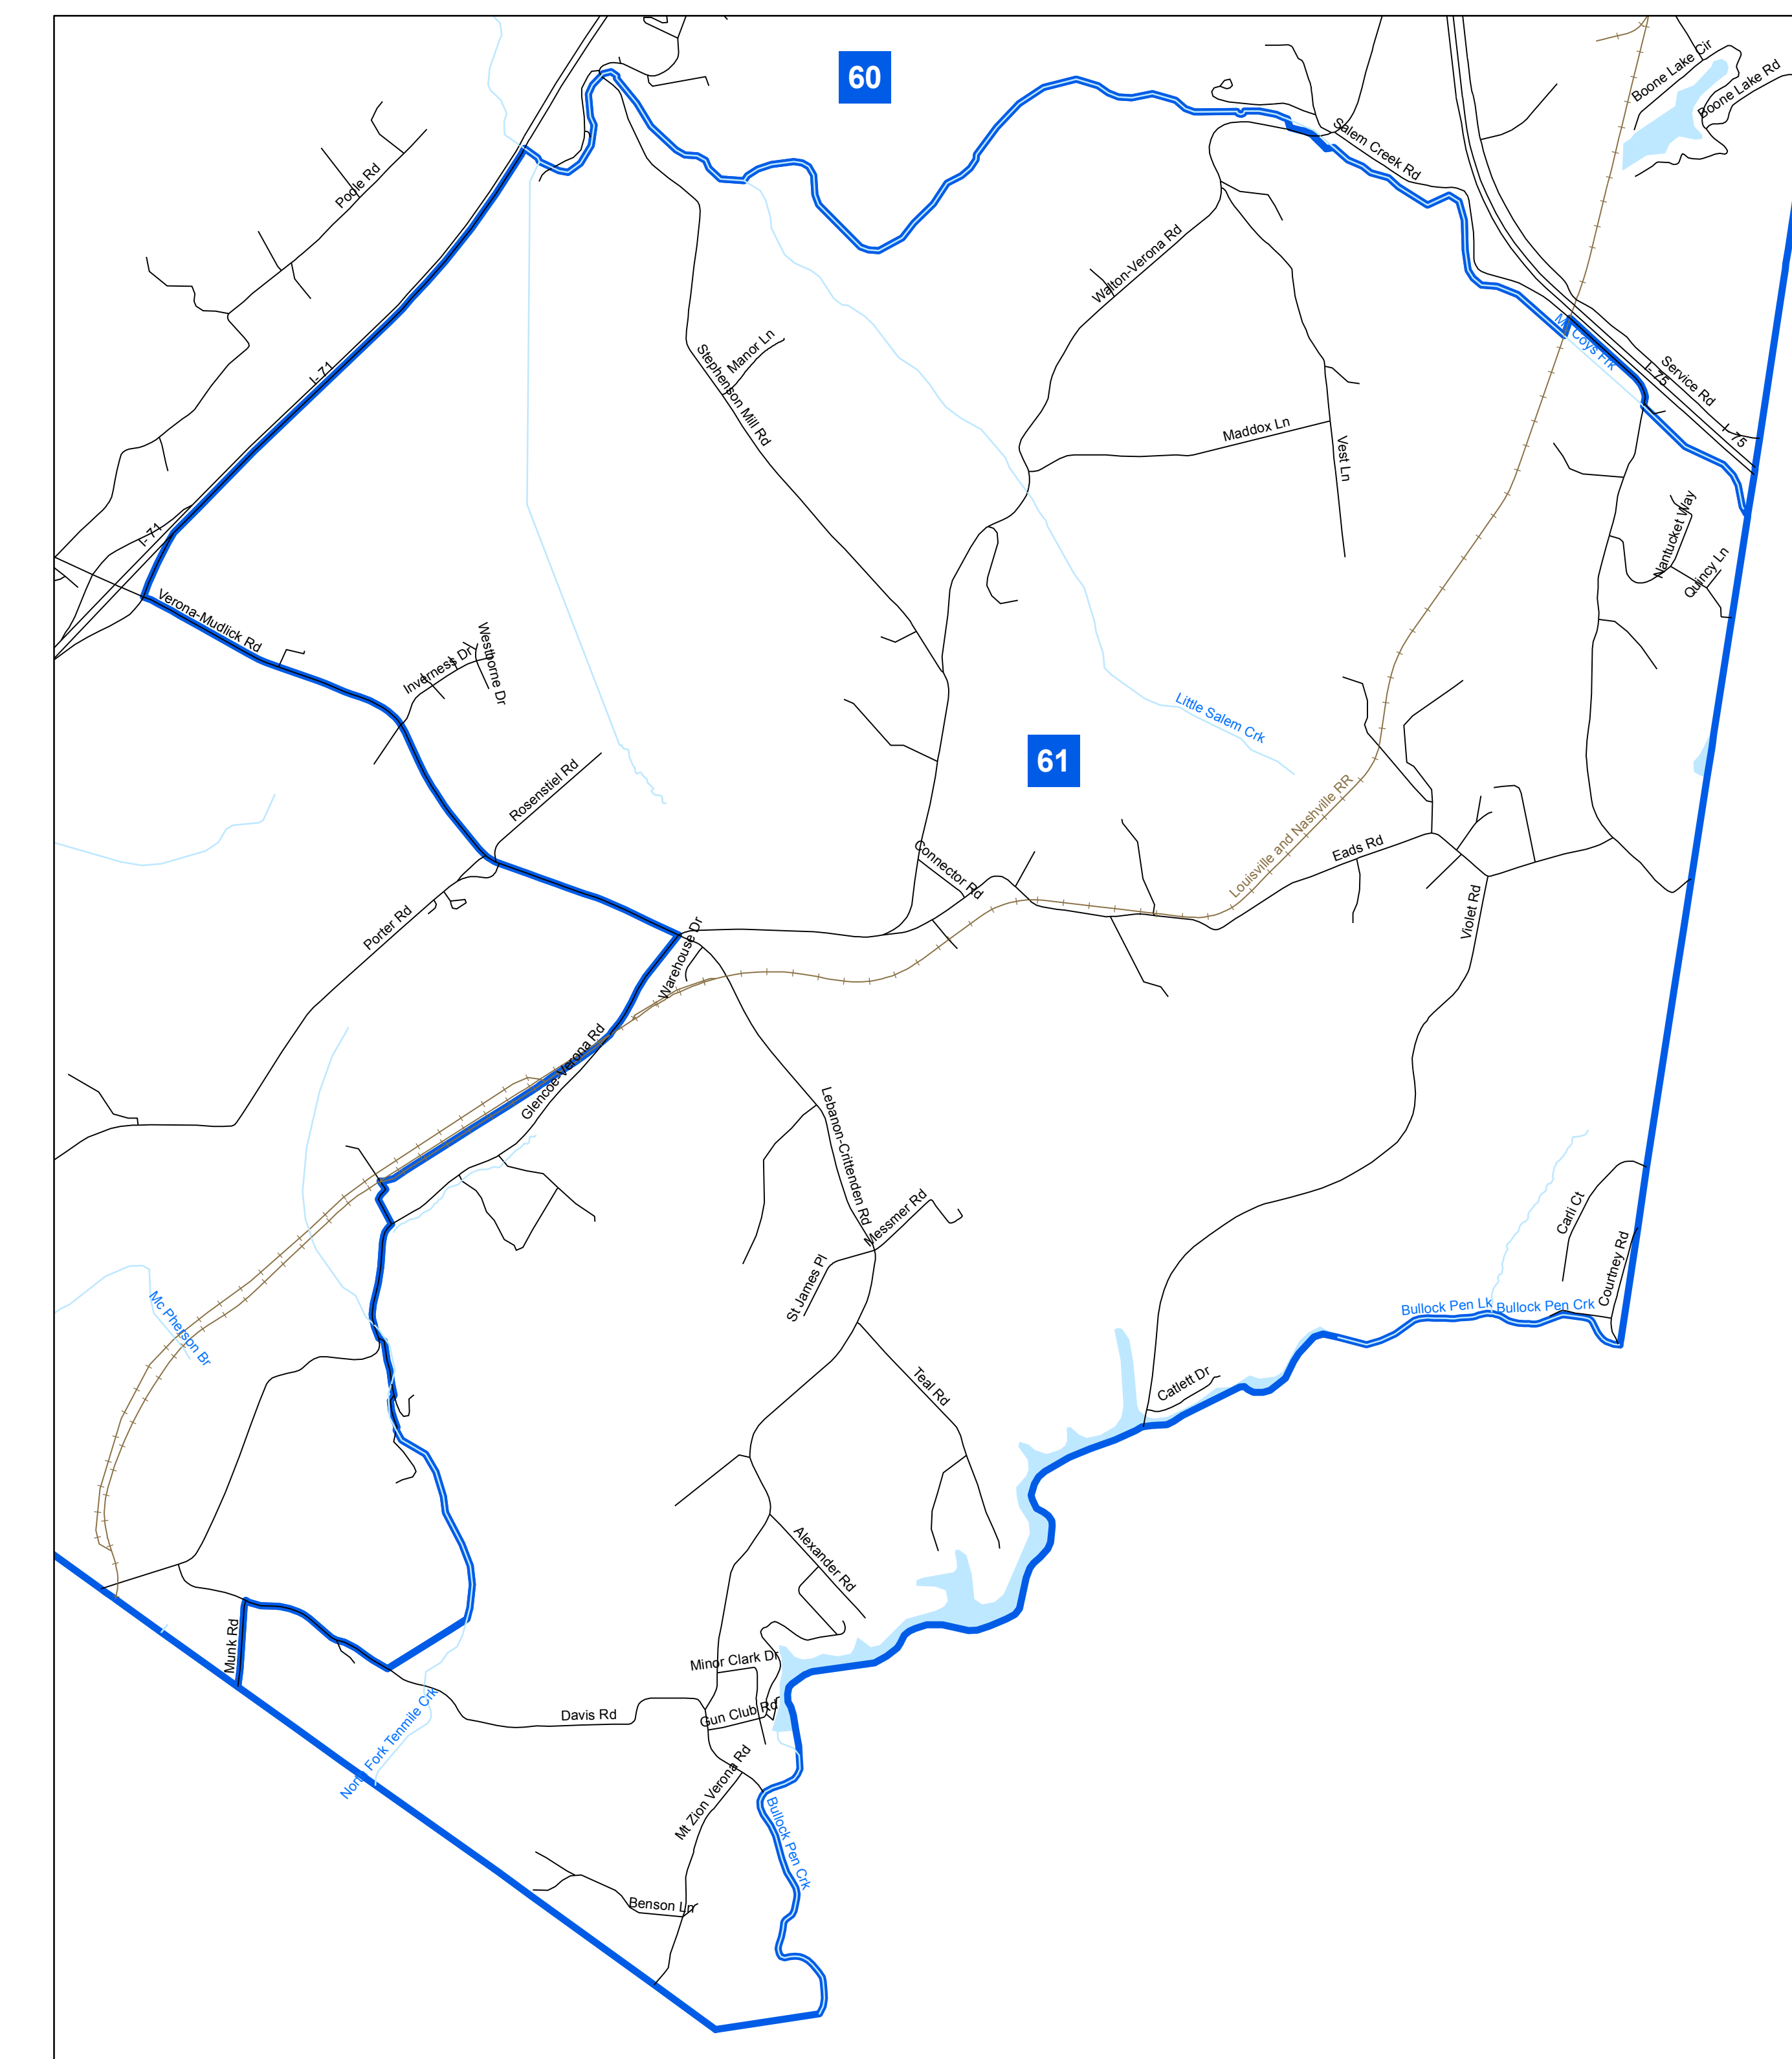 60
Boone Lake Cir
Boone Lake Rd
Salem Creek Rd
Poole Rd
Walton-Verona Rd
Mc Coys Frk
Service Rd
I- 75
I- 75
I- 71
Manor Ln
Stephenson Mill Rd
Maddox Ln
Vest Ln
Nantucket Way
Quincy Ln
I- 71
Verona-Mudlick Rd
Inverness Dr
Westborne Dr
Little Salem Crk
61
Rosenstiel Rd
Louisville and Nashville RR
Connector Rd
Eads Rd
Violet Rd
Porter Rd
Warehouse Dr
Glencoe-Verona Rd
Lebanon-Crittenden Rd
Messmer Rd
St James Pl
Carli Ct
Courtney Rd
Bullock Pen Lk
Bullock Pen Crk
Mc Pherson Br
Teal Rd
Catlett Dr
Alexander Rd
Munk Rd
Minor Clark Dr
Gun Club Rd
Davis Rd
North Fork Tenmile Crk
Mt Zion Verona Rd
Bullock Pen Crk
Benson Ln